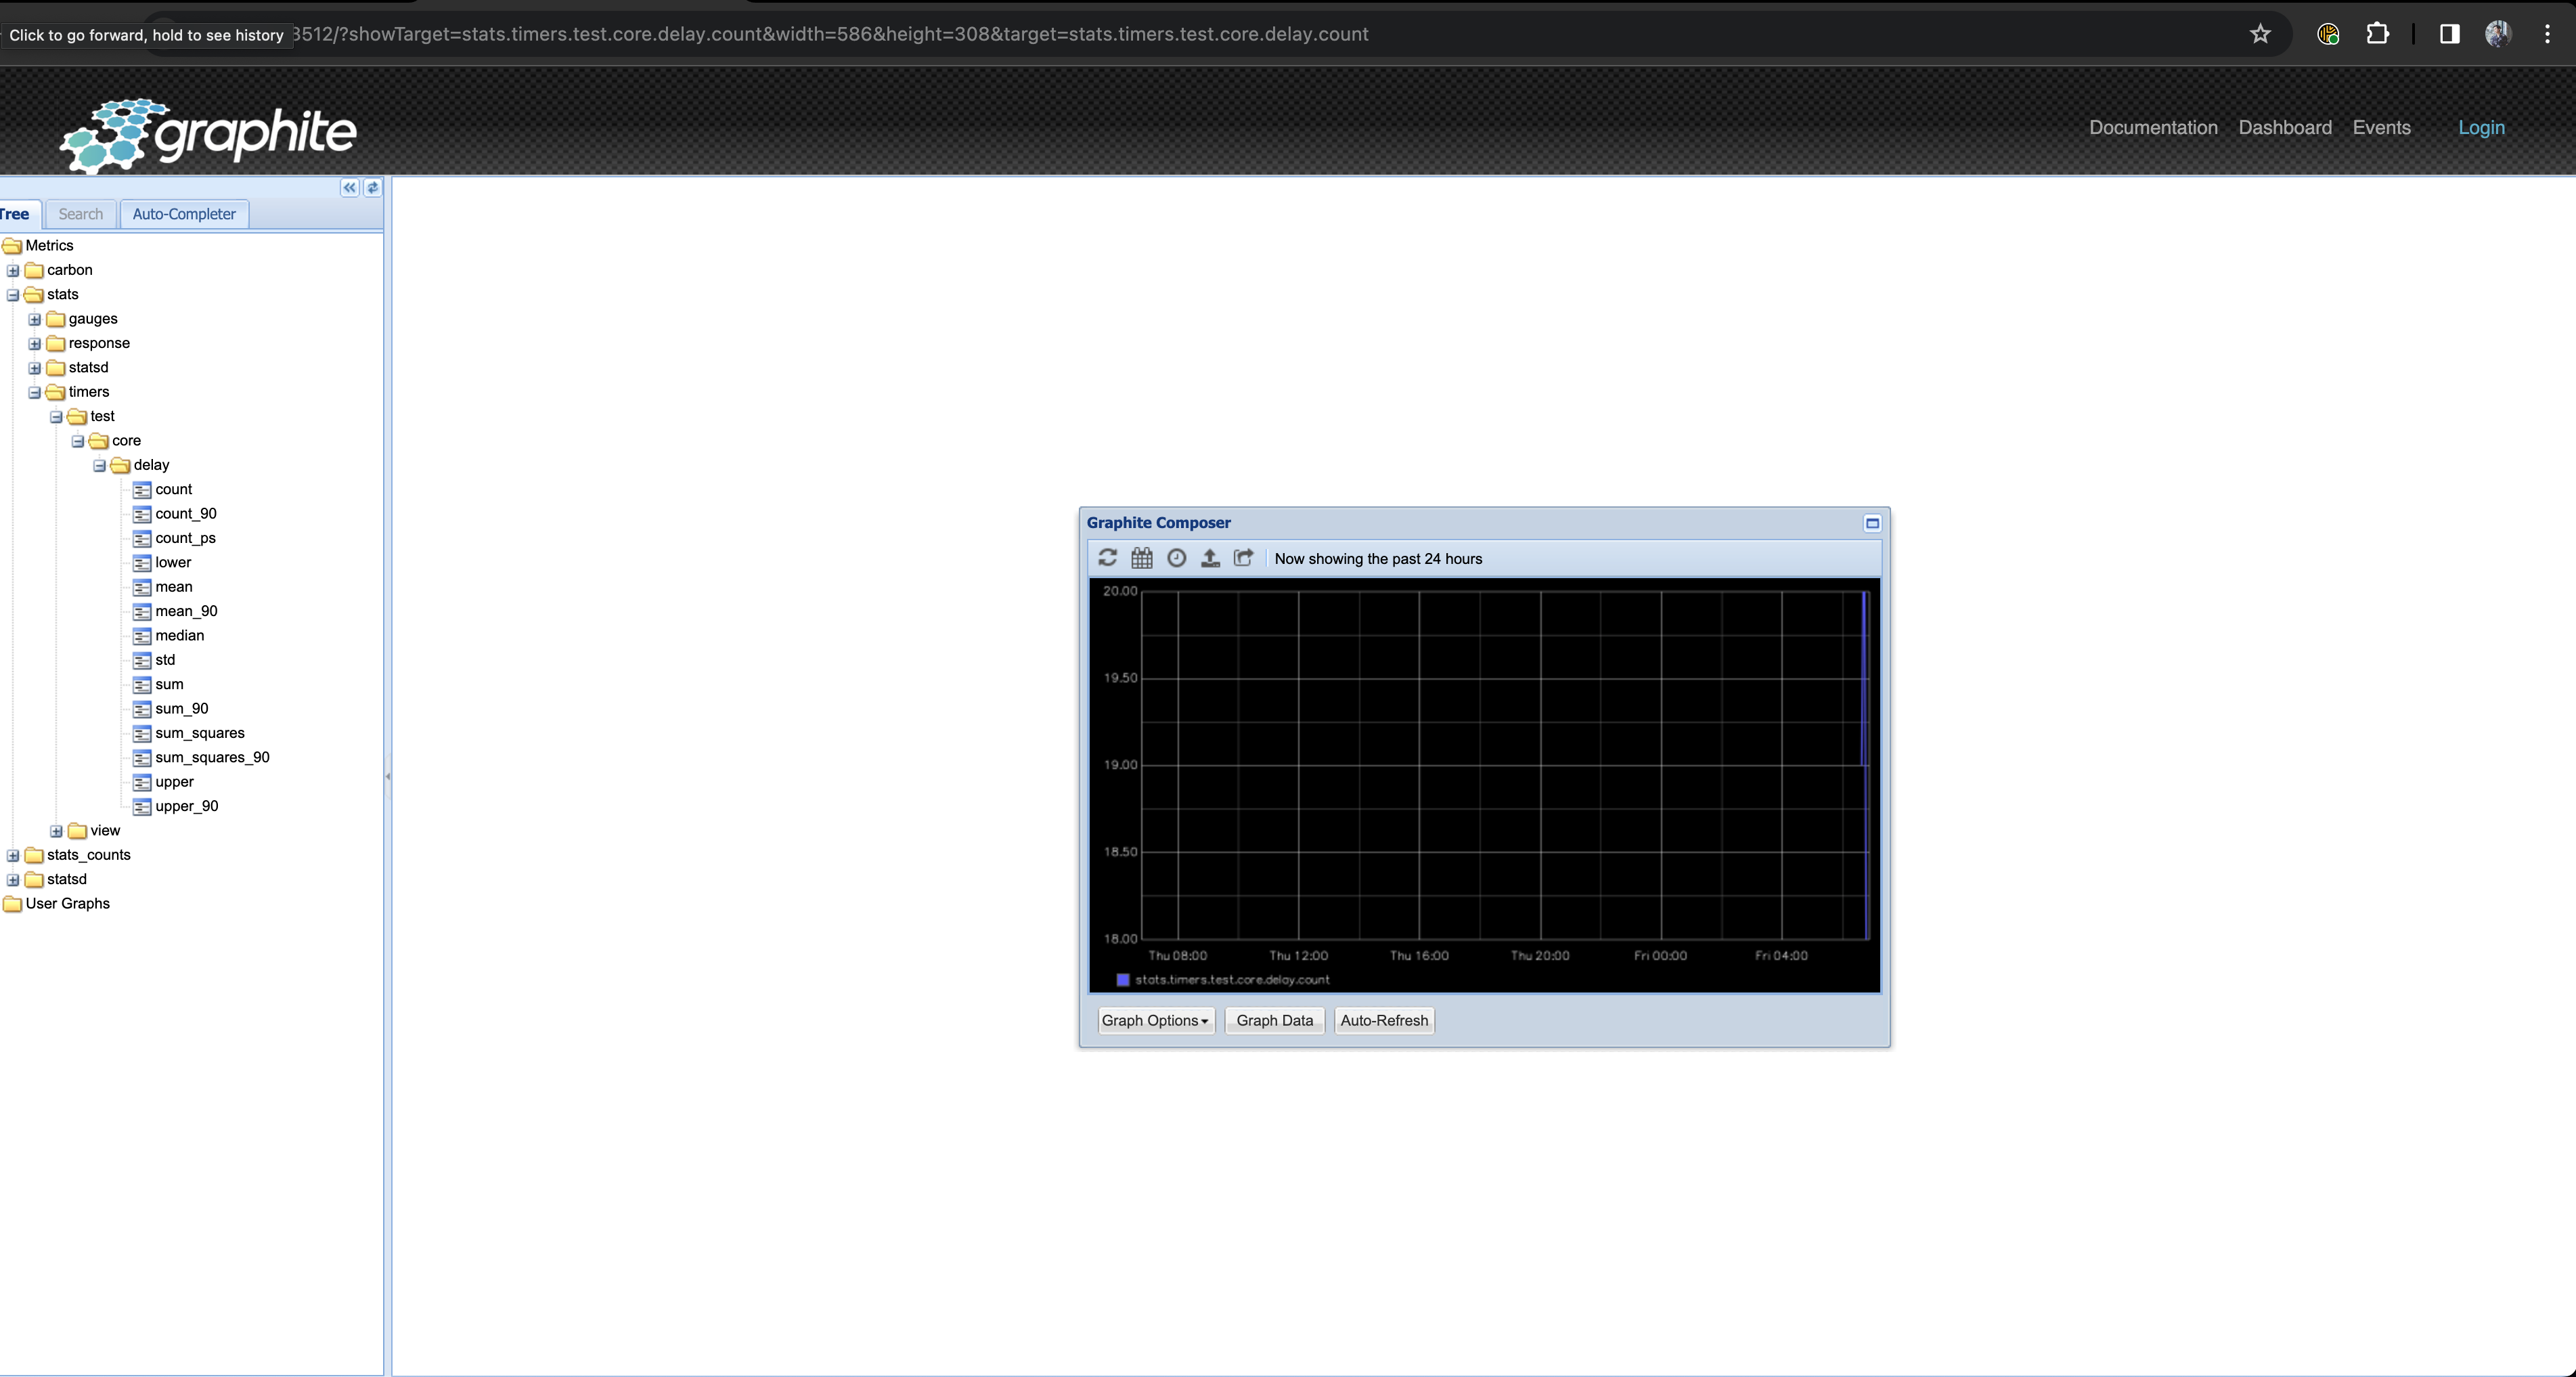 Click to go forward, hold to see history
3512/?showTarget=stats.timers.test.core.delay.count&width=586&height=308&target=stats.timers.test.core.delay.count
graphite
Documentation Dashboard Events Login
Tree Search Auto-Completer
Metrics
carbon
stats
gauges
response
statsd
timers
test
core
delay
count
count_90
count_ps
lower
mean
mean_90
median
std
sum
sum_90
sum_squares
sum_squares_90
upper
upper_90
view
stats_counts
statsd
User Graphs
Graphite Composer
Now showing the past 24 hours
20.00
19.50
19.00
18.50
18.00
Thu 08:00 Thu 12:00 Thu 16:00 Thu 20:00 Fri 00:00 Fri 04:00
stats.timers.test.core.delay.count
Graph Options Graph Data Auto-Refresh